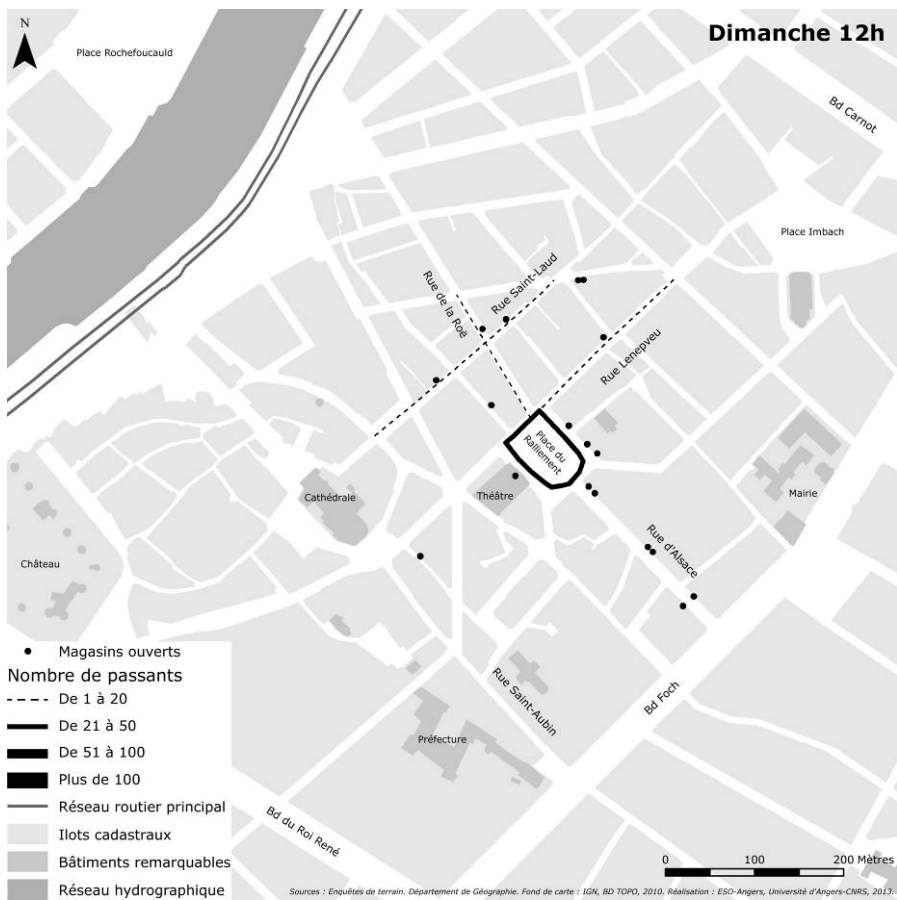 N
Dimanche 12h
Place Rochefoucauld
Bd Carnot
Place Imbach
Rue de la Roë
Rue Saint-Laud
Rue Lenepveu
Place du
Ralliement
Cathédrale
Théâtre
Mairie
Château
Rue d'Alsace
Rue Saint-Aubin
Bd Foch
Préfecture
Bd du Roi René
Magasins ouverts
Nombre de passants
De 1 à 20
De 21 à 50
De 51 à 100
Plus de 100
Réseau routier principal
Ilots cadastraux
Bâtiments remarquables
Réseau hydrographique
0 100 200 Mètres
Sources : Enquêtes de terrain. Département de Géographie. Fond de carte : IGN, BD TOPO, 2010. Réalisation : ESO-Angers, Université d'Angers-CNRS, 2013.